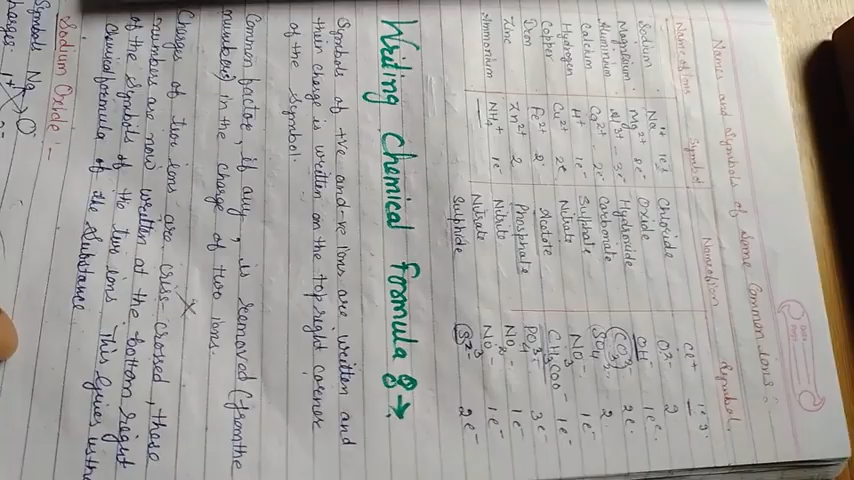 Names and symbols of some Common ions :-
Name of Ions Symbol Name of ion Symbol.
Sodium Na 1+ Chloride Cl
Magnesium Mg2+ Oxide O2- 2
Aluminium Al3+ 3e- Hydroxide OH- 1e-
Calcium Ca2+ 2e- Carbonate (CO3)2- 2e-
Hydrogen H+ 1e- Sulphate SO4 2-
Copper Cu2+ 2e- Nitrate NO3- 1e-
Iron Fe2+ 2 Acetote CH3COO- 1e-
Zinc Zn2+ 2 Phosphate PO4 3- 3e-
Ammonium NH4+ 1e- Nitrite NO2- 1e-
Nitrate NO3- 1e-
Sulphide S2- 2e-
Writing Chemical formula 8→
Symbols of +ve and -ve ions are written and
their charge is written on the top right corner
of the symbol.
Common factor, if any, is removed (from the
numbers) in the charge of two ions.
Charges of two ions are criss-crossed, these
numbers are now written at the bottom right
of the symbols of the two ions. This gives us the
chemical formula of the substance
Sodium Oxide :-
Symbols Na O
charges: 1+ 2-